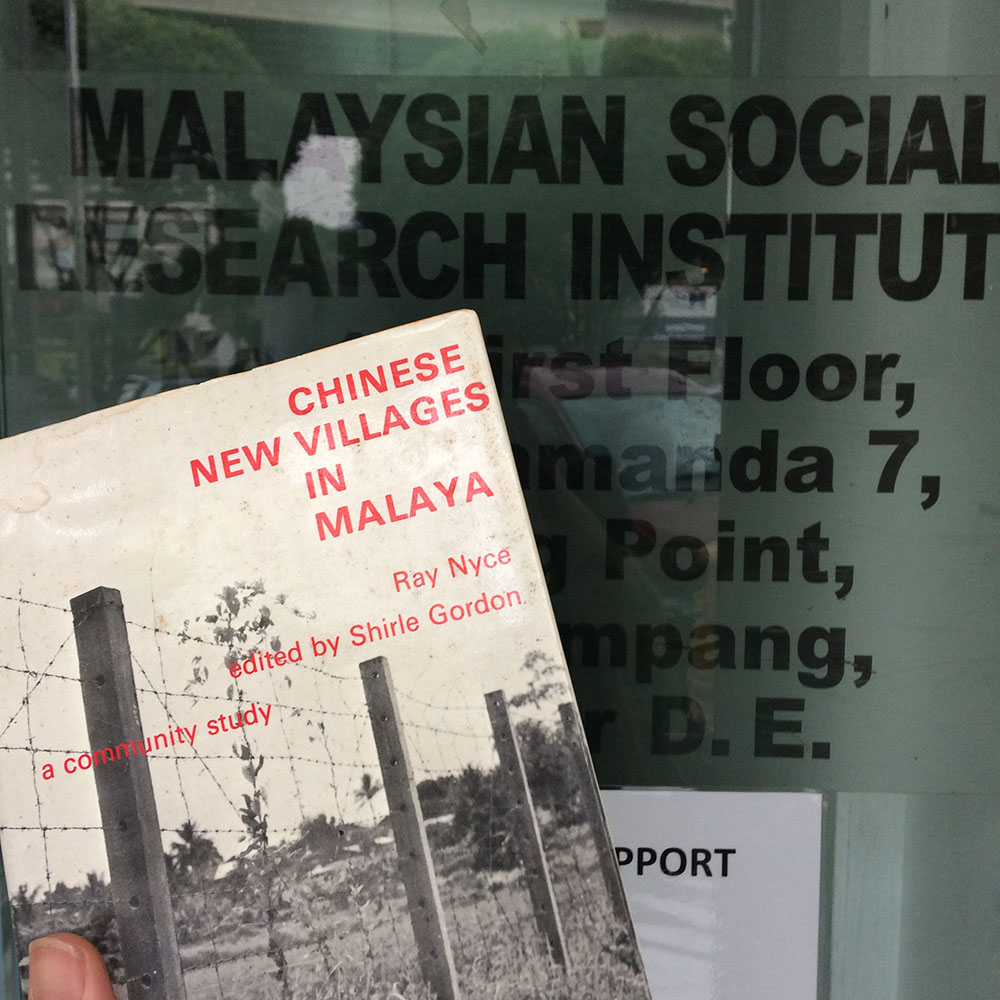 MALAYSIAN SOCIAL
RESEARCH INSTITUT
First Floor,
amanda 7,
g Point,
mpang,
r D. E.
CHINESE
NEW VILLAGES
IN
MALAYA
Ray Nyce
edited by Shirle Gordon
a community study
PPORT